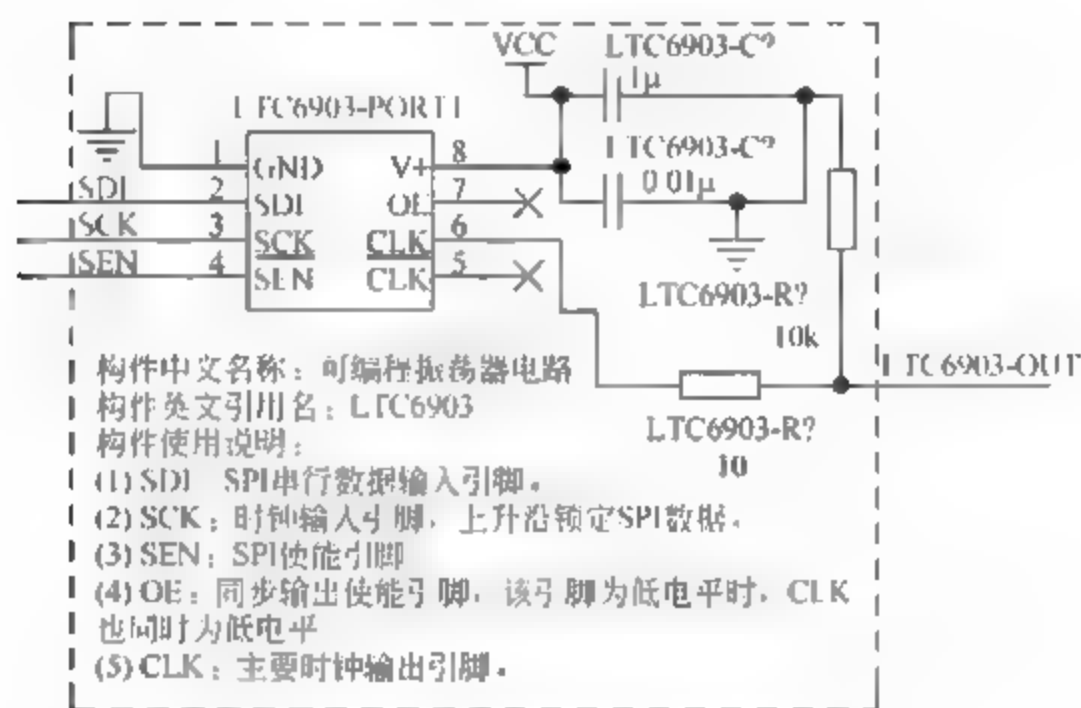 VCC
LTC6903-C?
1μ
LTC6903-PORT1
1
GND
V+
8
LTC6903-C?
0.01μ
SDI
2
SDI
OE
7
SCK
3
SCK
CLK
6
SEN
4
SEN
CLK
5
LTC6903-R?
10k
LTC6903-OUT
LTC6903-R?
10
构件中文名称：可编程振荡器电路
构件英文引用名：LTC6903
构件使用说明：
(1) SDI SPI串行数据输入引脚。
(2) SCK：时钟输入引脚，上升沿锁定SPI数据。
(3) SEN：SPI使能引脚
(4) OE：同步输出使能引脚，该引脚为低电平时，CLK
也同时为低电平
(5) CLK：主要时钟输出引脚。